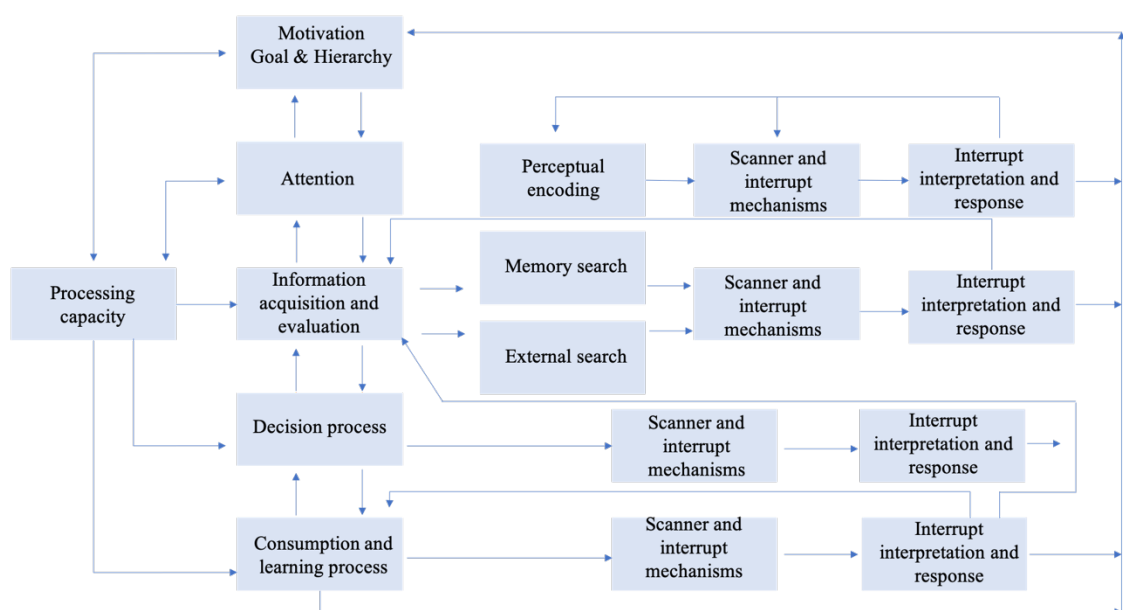 Motivation
Goal & Hierarchy
Attention
Perceptual
encoding
Scanner and
interrupt
mechanisms
Interrupt
interpretation and
response
Processing
capacity
Information
acquisition and
evaluation
Memory search
External search
Scanner and
interrupt
mechanisms
Interrupt
interpretation and
response
Decision process
Scanner and
interrupt
mechanisms
Interrupt
interpretation and
response
Consumption and
learning process
Scanner and
interrupt
mechanisms
Interrupt
interpretation and
response